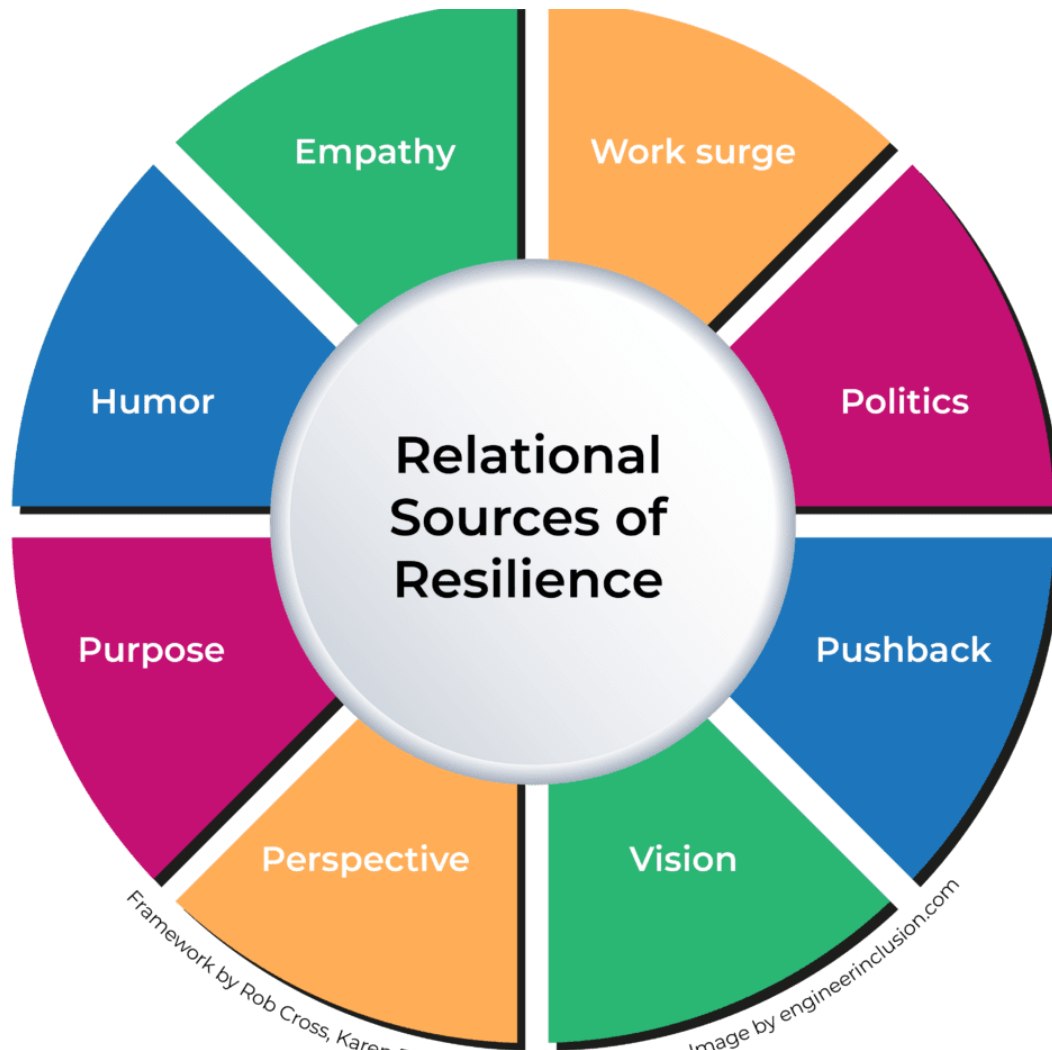 Empathy
Work surge
Humor
Politics
Relational
Sources of
Resilience
Purpose
Pushback
Perspective
Vision
Framework by Rob Cross, Karen
Image by engineerinclusion.com